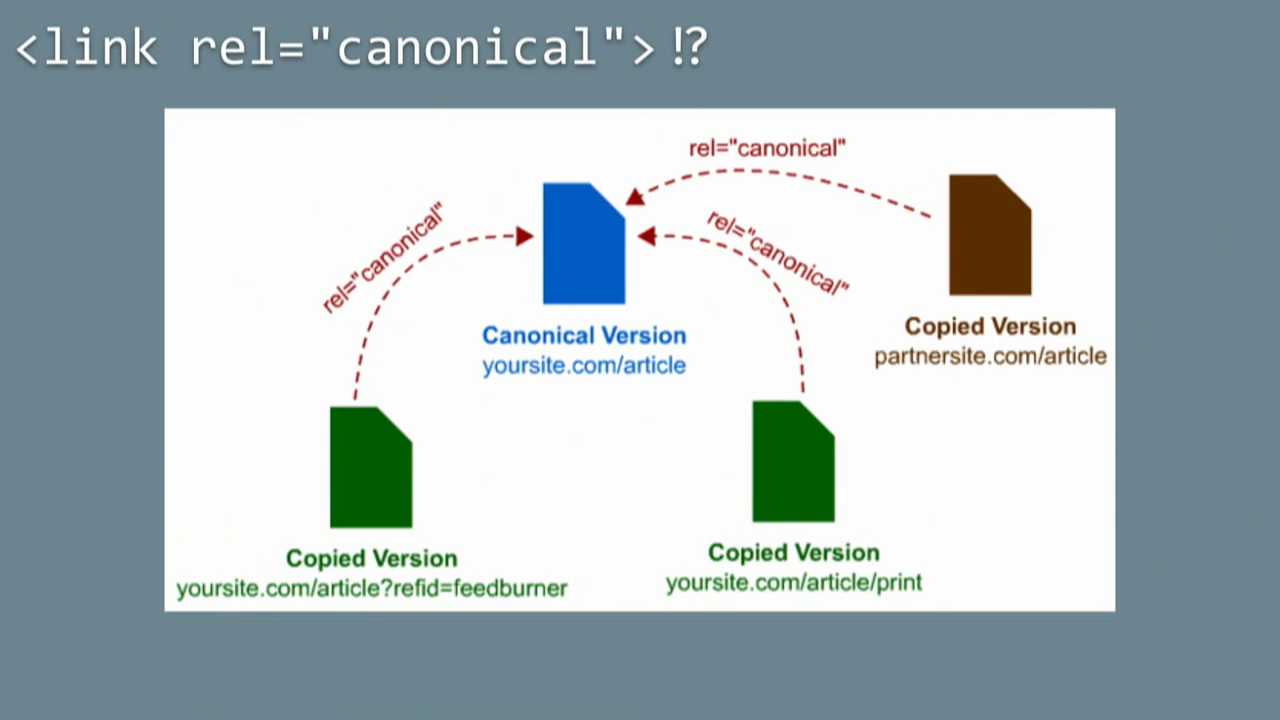 <link rel="canonical"> !?
rel="canonical"
rel="canonical"
rel="canonical"
Canonical Version
yoursite.com/article
Copied Version
partnersite.com/article
Copied Version
yoursite.com/article?refid=feedburner
Copied Version
yoursite.com/article/print